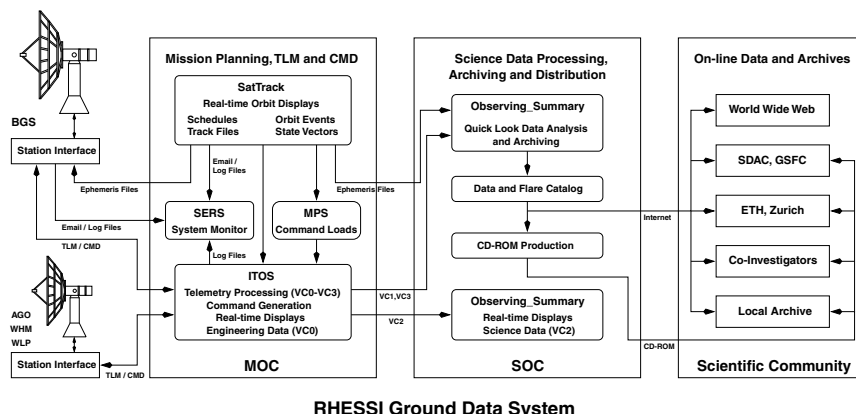 BGS
Station Interface
Ephemeris Files
Email / Log Files
TLM / CMD
AGO
WHM
WLP
Station Interface
TLM / CMD
Mission Planning, TLM and CMD
SatTrack
Real-time Orbit Displays
Schedules Orbit Events
Track Files State Vectors
Email /
Log Files
Ephemeris Files
SERS
System Monitor
MPS
Command Loads
Log Files
ITOS
Telemetry Processing (VC0-VC3)
Command Generation
Real-time Displays
Engineering Data (VC0)
VC1,VC3
VC2
MOC
Science Data Processing,
Archiving and Distribution
Observing_Summary
Quick Look Data Analysis
and Archiving
Data and Flare Catalog
CD-ROM Production
Observing_Summary
Real-time Displays
Science Data (VC2)
SOC
Internet
CD-ROM
On-line Data and Archives
World Wide Web
SDAC, GSFC
ETH, Zurich
Co-Investigators
Local Archive
Scientific Community
RHESSI Ground Data System